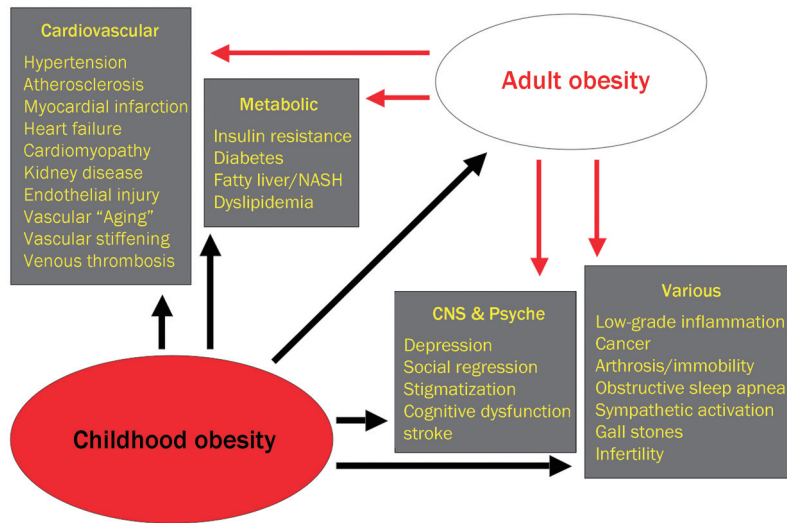 Cardiovascular
Hypertension
Atherosclerosis
Myocardial infarction
Heart failure
Cardiomyopathy
Kidney disease
Endothelial injury
Vascular “Aging”
Vascular stiffening
Venous thrombosis
Metabolic
Insulin resistance
Diabetes
Fatty liver/NASH
Dyslipidemia
Adult obesity
CNS & Psyche
Depression
Social regression
Stigmatization
Cognitive dysfunction
stroke
Various
Low-grade inflammation
Cancer
Arthrosis/immobility
Obstructive sleep apnea
Sympathetic activation
Gall stones
Infertility
Childhood obesity